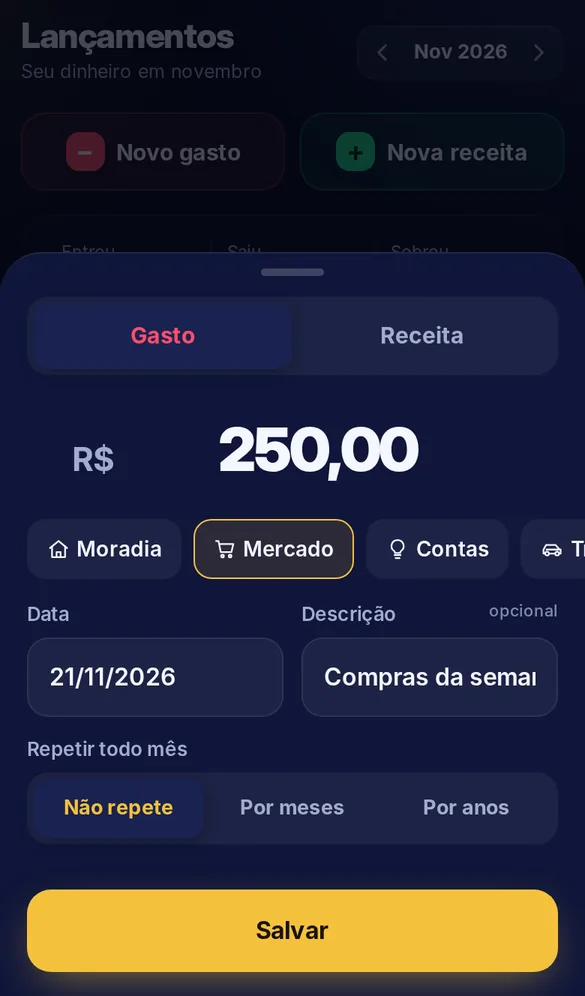 Lançamentos
Seu dinheiro em novembro
Nov 2026
Novo gasto
Nova receita
Entrou Saiu Sobrou
Gasto Receita
R$ 250,00
Moradia Mercado Contas
Data Descrição opcional
21/11/2026
Repetir todo mês
Compras da
Não repete Por meses Por anos
Salvar